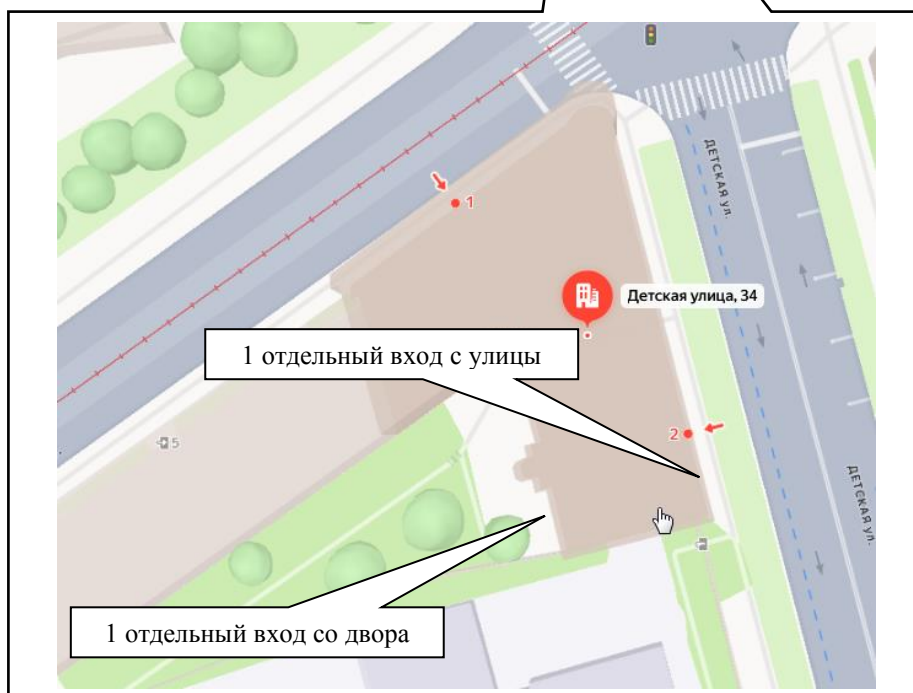 ДЕТСКАЯ УЛ.
1
Детская улица, 34
1 отдельный вход с улицы
2
5
ДЕТСКАЯ УЛ.
1 отдельный вход со двора